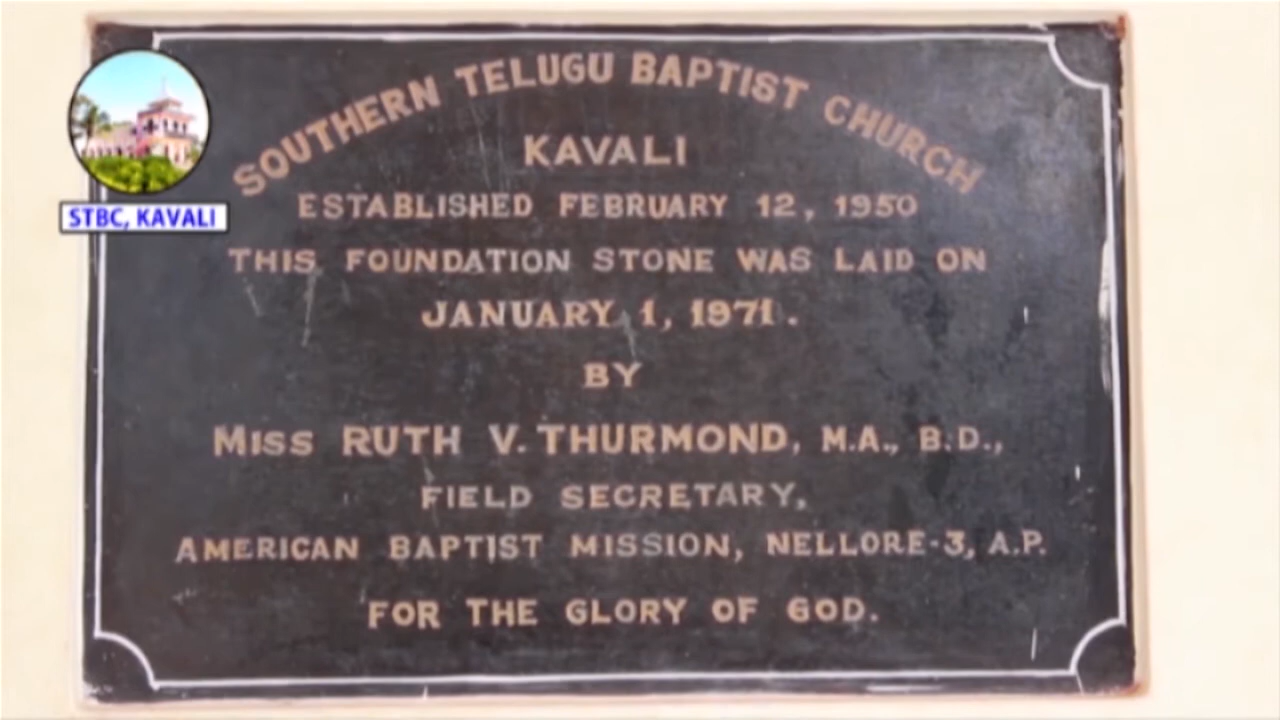 SOUTHERN TELUGU BAPTIST CHURCH
KAVALI
ESTABLISHED FEBRUARY 12, 1950
THIS FOUNDATION STONE WAS LAID ON
JANUARY 1, 1971.
BY
MISS RUTH V. THURMOND, M.A., B.D.,
FIELD SECRETARY,
AMERICAN BAPTIST MISSION, NELLORE-3, A.P.
FOR THE GLORY OF GOD.
STBC, KAVALI